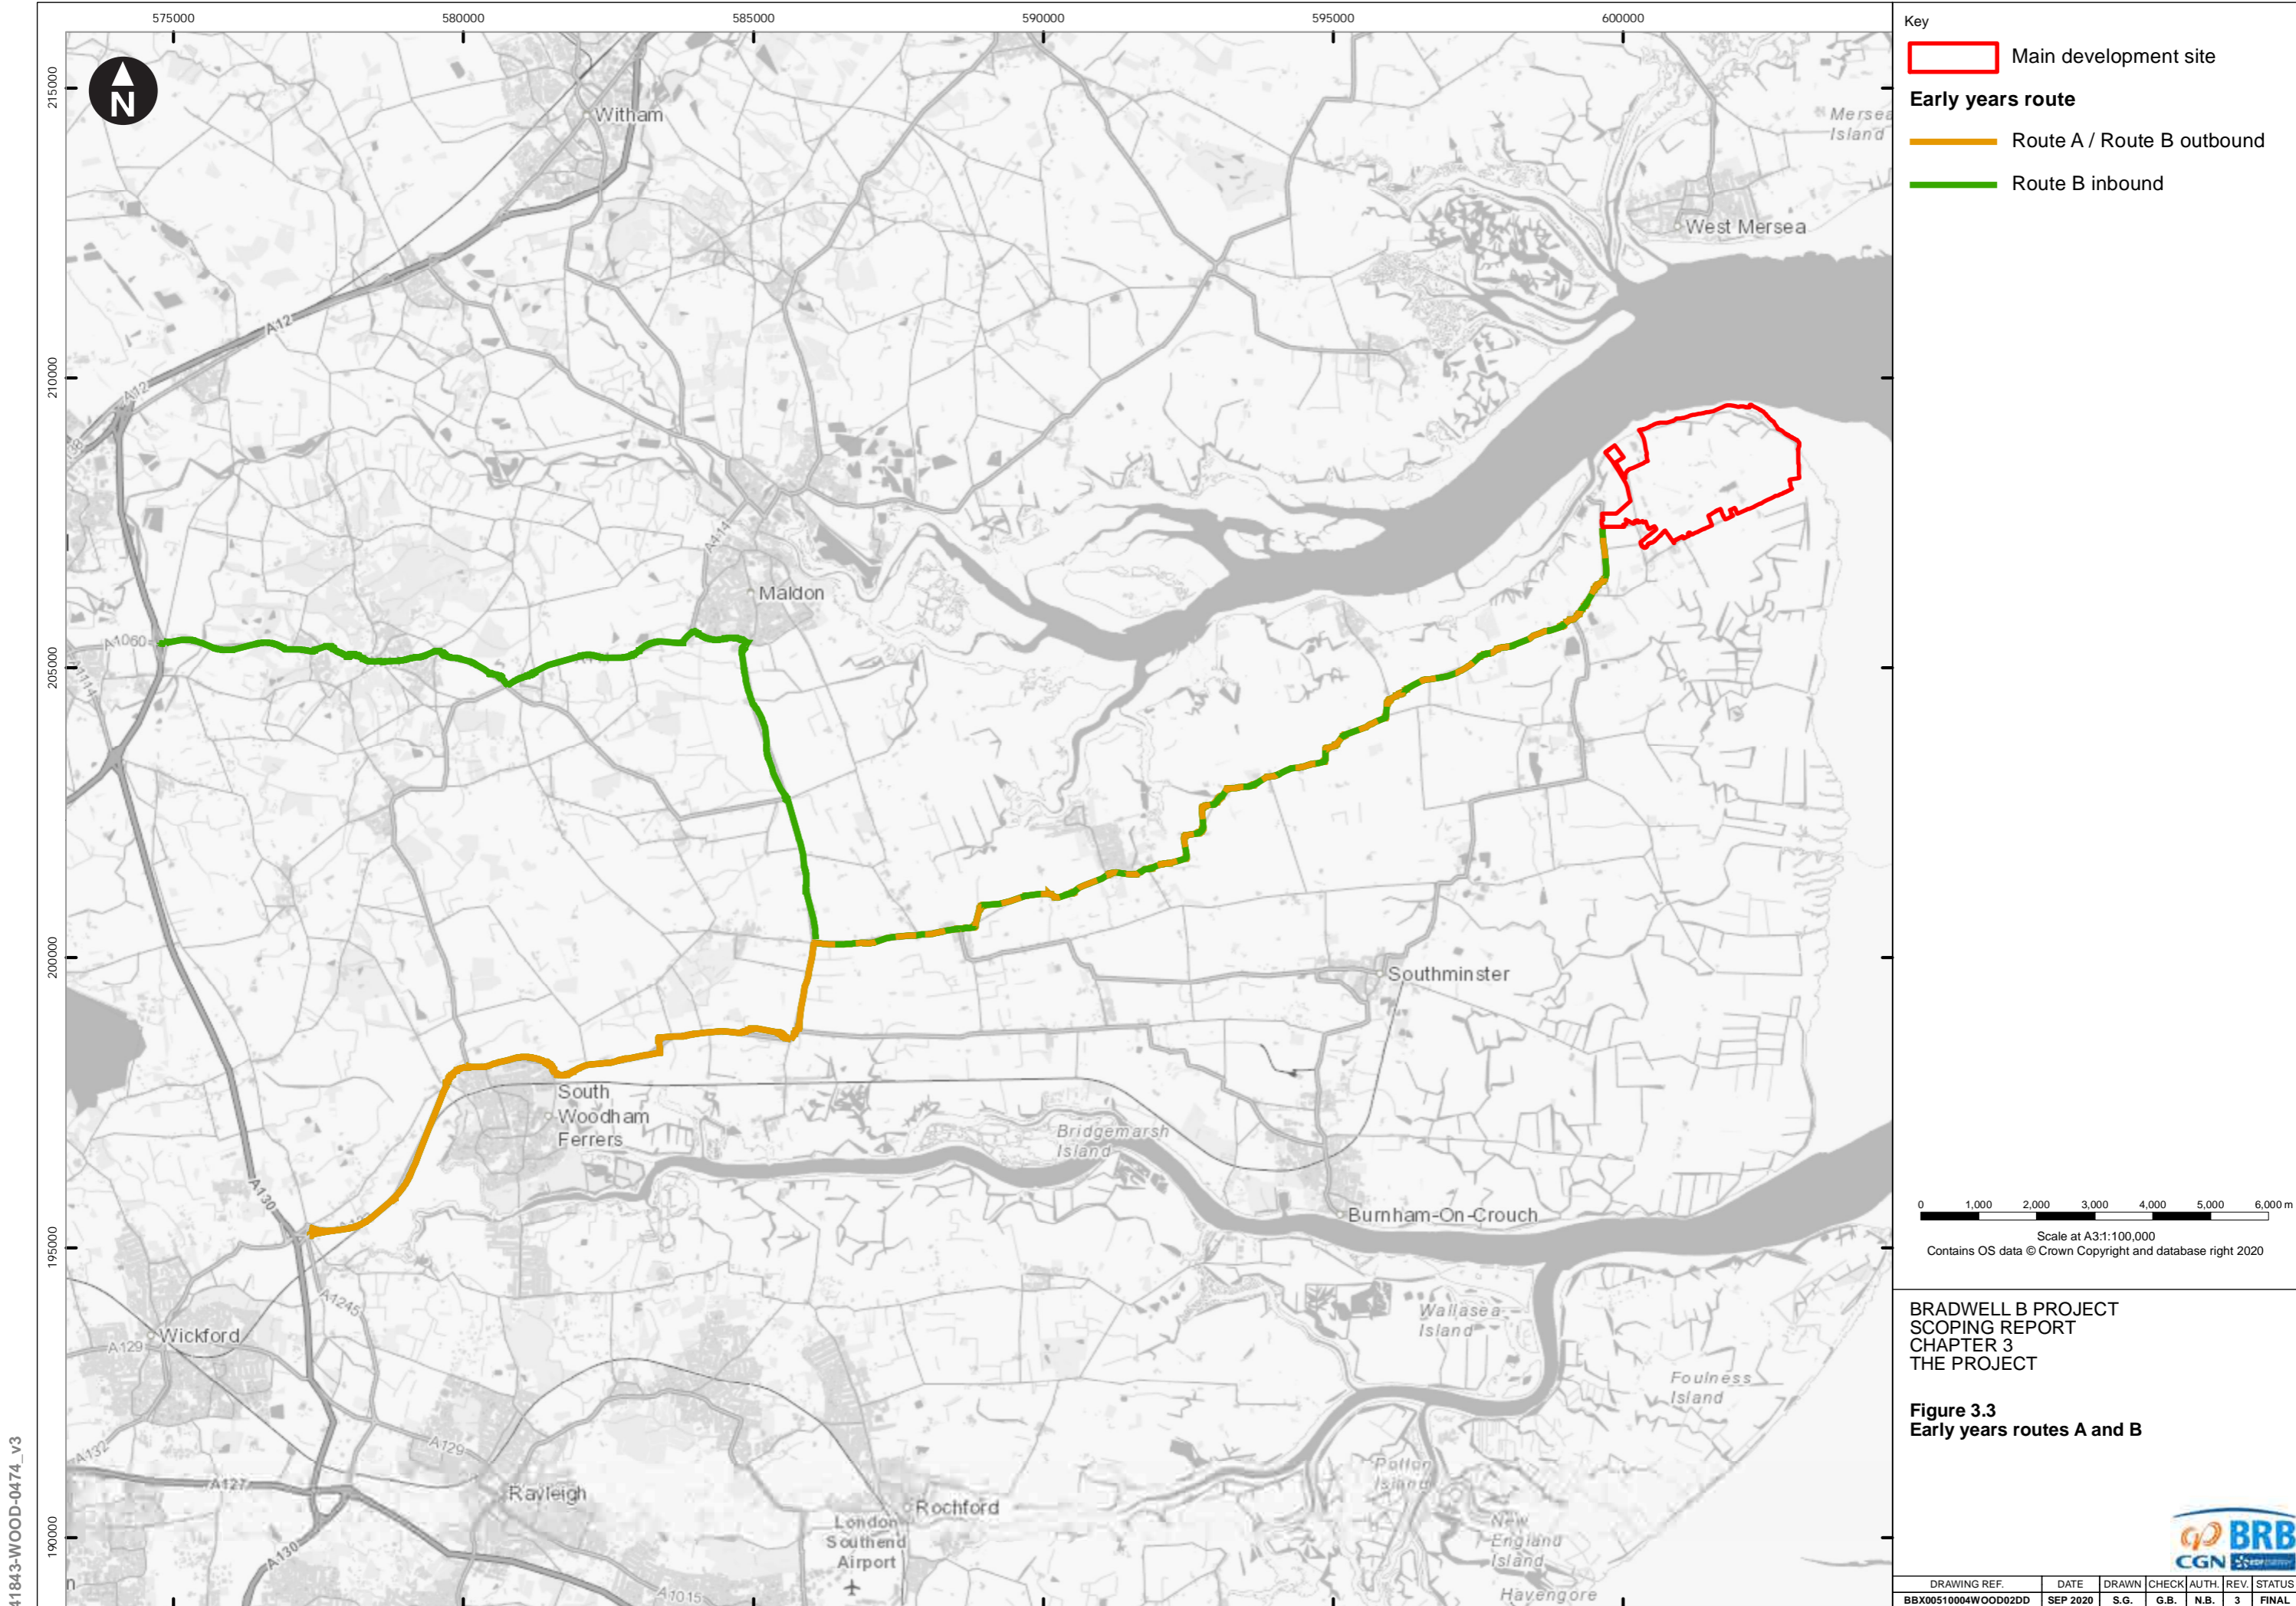 575000
580000
585000
590000
595000
600000
215000
210000
205000
200000
195000
190000
N
Witham
Mersea
Island
West Mersea
A12
A12
A414
Maldon
A1060
A1114
Southminster
South
Woodham
Ferrers
Bridgemarsh
Island
Burnham-On-Crouch
A130
A1245
Wickford
A129
Wallasea
Island
Foulness
Island
A132
A129
A127
Rayleigh
Rochford
London
Southend
Airport
Potton
Island
New
England
Island
Havengore
A130
A1015
n
41843-WOOD-0474_v3
Key
Main development site
Early years route
Route A / Route B outbound
Route B inbound
0 1,000 2,000 3,000 4,000 5,000 6,000 m
Scale at A3:1:100,000
Contains OS data © Crown Copyright and database right 2020
BRADWELL B PROJECT
SCOPING REPORT
CHAPTER 3
THE PROJECT
Figure 3.3
Early years routes A and B
BRB
CGN
DRAWING REF. DATE DRAWN CHECK AUTH. REV. STATUS
BBX00510004WOOD02DD SEP 2020 S.G. G.B. N.B. 3 FINAL